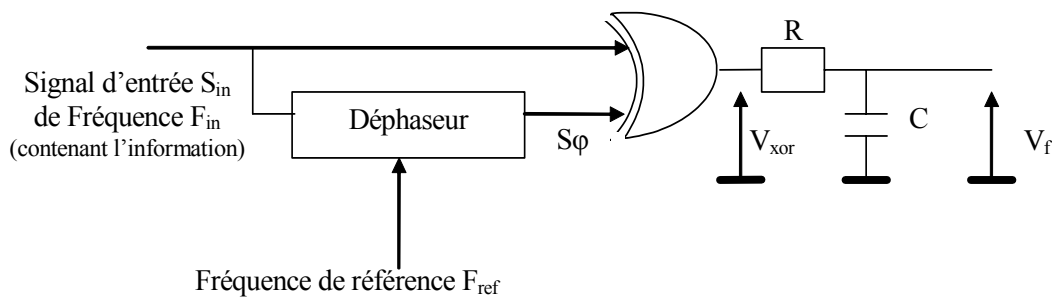 R
Signal d'entrée Sin
de Fréquence Fin
(contenant l'information)
Déphaseur
Sφ
Vxor
C
Vf
Fréquence de référence Fref